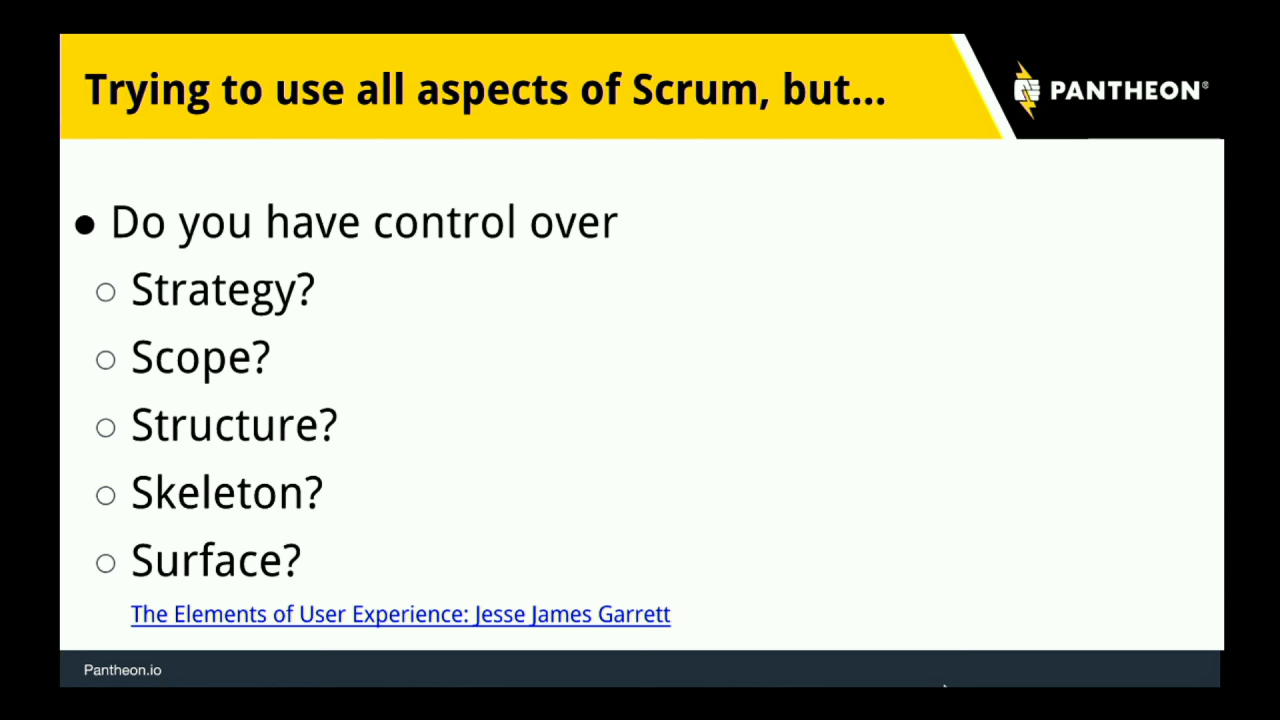 Trying to use all aspects of Scrum, but...
PANTHEON®
● Do you have control over
○ Strategy?
○ Scope?
○ Structure?
○ Skeleton?
○ Surface?
The Elements of User Experience: Jesse James Garrett
Pantheon.io